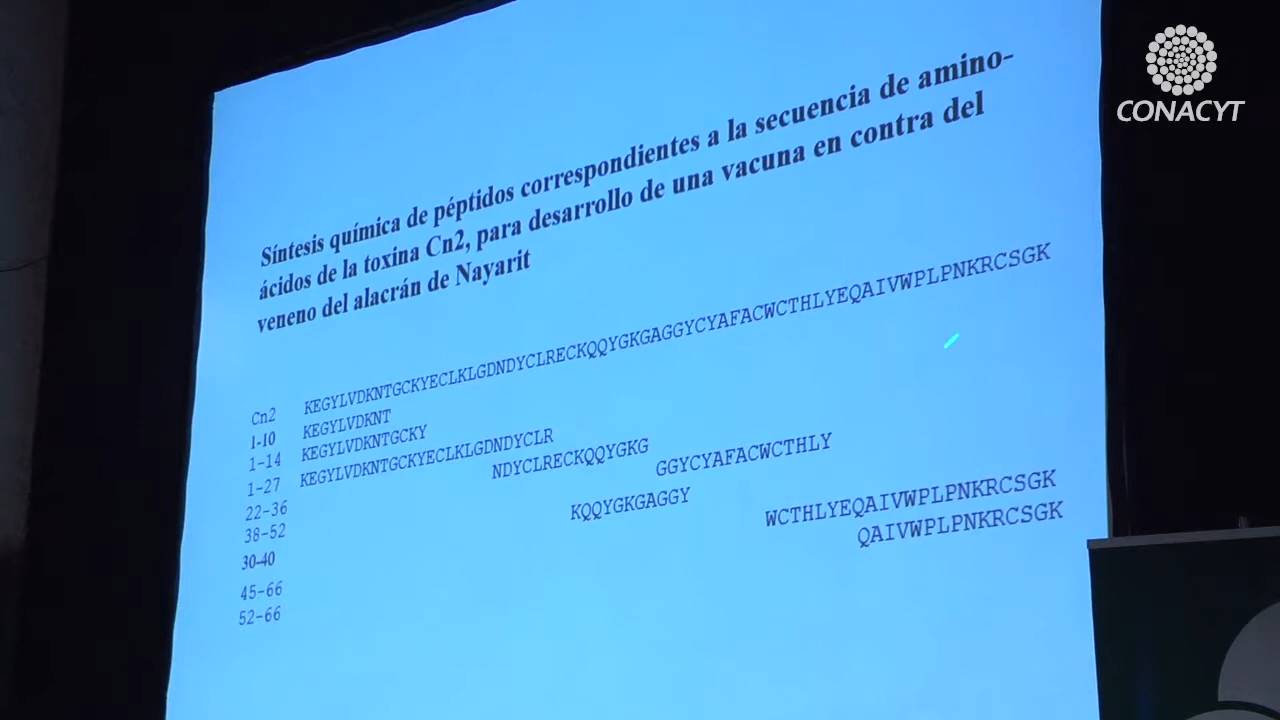 Síntesis química de péptidos correspondientes a la secuencia de amino-
ácidos de la toxina Cn2, para desarrollo de una vacuna en contra del
veneno del alacrán de Nayarit
Cn2 KEGYLVDKNTGCKYECLKLGDNDYCLRECKQQYGKGAGGYCYAFACWCTHLYEQAIVWPLPNKRCSGK
1-10 KEGYLVDKNT
1-14 KEGYLVDKNTGCKY
1-27 KEGYLVDKNTGCKYECLKLGDNDYCLR
22-36 NDYCLRECKQQYGKG
38-52 GGYCYAFACWCTHLY
30-40 KQQYGKGAGGY
45-66 WCTHLYEQAIVWPLPNKRCSGK
52-66 QAIVWPLPNKRCSGK
CONACYT